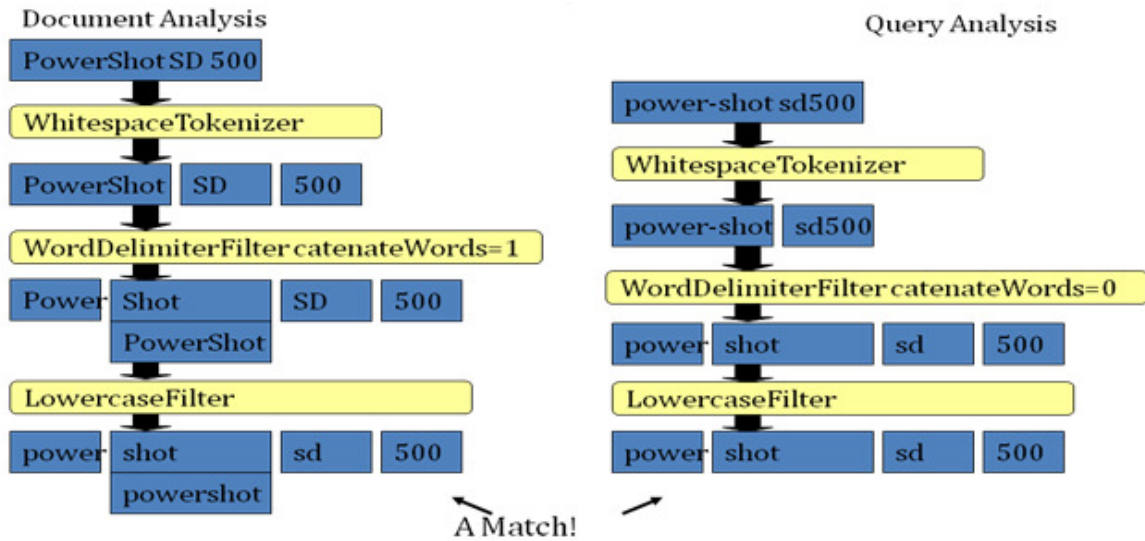 Document Analysis
PowerShot SD 500
WhitespaceTokenizer
PowerShot SD 500
WordDelimiterFilter catenateWords=1
Power Shot SD 500
PowerShot
LowercaseFilter
power shot sd 500
powershot
Query Analysis
power-shot sd500
WhitespaceTokenizer
power-shot sd500
WordDelimiterFilter catenateWords=0
power shot sd 500
LowercaseFilter
power shot sd 500
A Match!